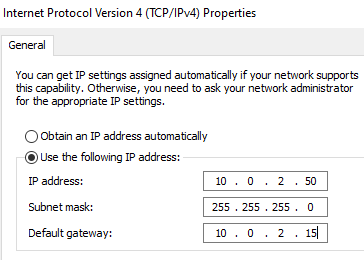 Internet Protocol Version 4 (TCP/IPv4) Properties
General
You can get IP settings assigned automatically if your network supports
this capability. Otherwise, you need to ask your network administrator
for the appropriate IP settings.
Obtain an IP address automatically
Use the following IP address:
IP address: 10 . 0 . 2 . 50
Subnet mask: 255 . 255 . 255 . 0
Default gateway: 10 . 0 . 2 . 15